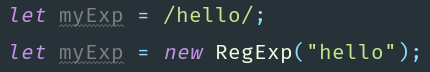 let myExp = /hello/;
let myExp = new RegExp("hello");